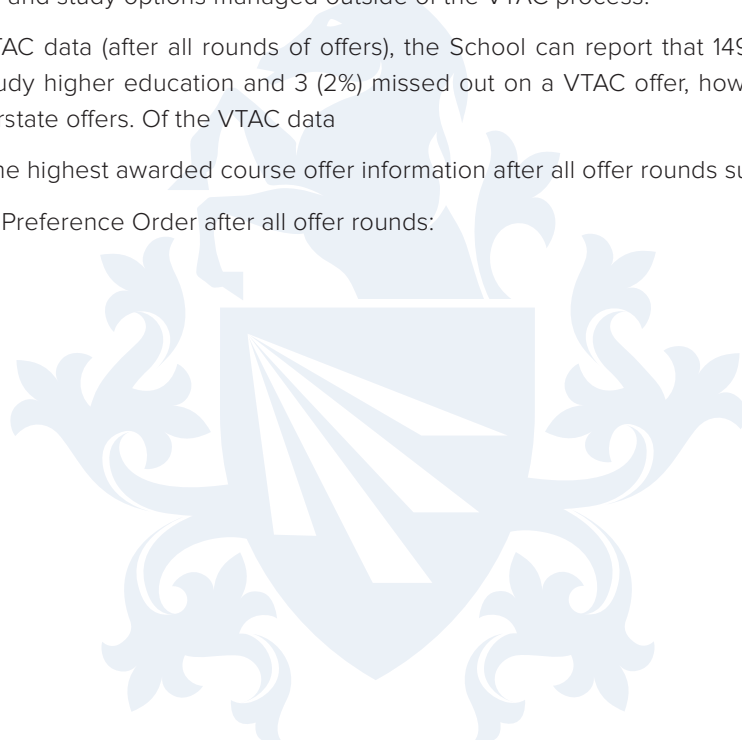 and study options managed outside of the VTAC process.
TAC data (after all rounds of offers), the School can report that 149
udy higher education and 3 (2%) missed out on a VTAC offer, how
rstate offers. Of the VTAC data
he highest awarded course offer information after all offer rounds su
Preference Order after all offer rounds: